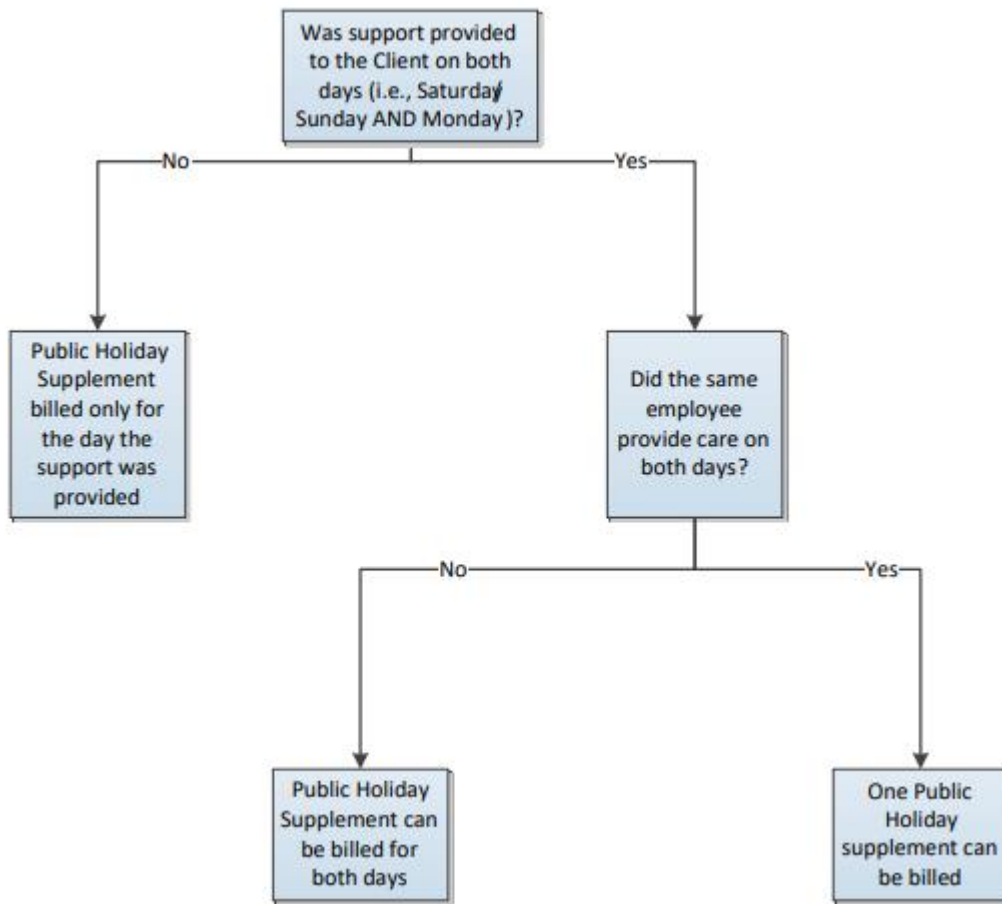 Was support provided
to the Client on both
days (i.e., Saturday/
Sunday AND Monday)?
No
Yes
Public Holiday
Supplement
billed only for
the day the
support was
provided
Did the same
employee
provide care on
both days?
No
Yes
Public Holiday
Supplement can
be billed for
both days
One Public
Holiday
supplement can
be billed